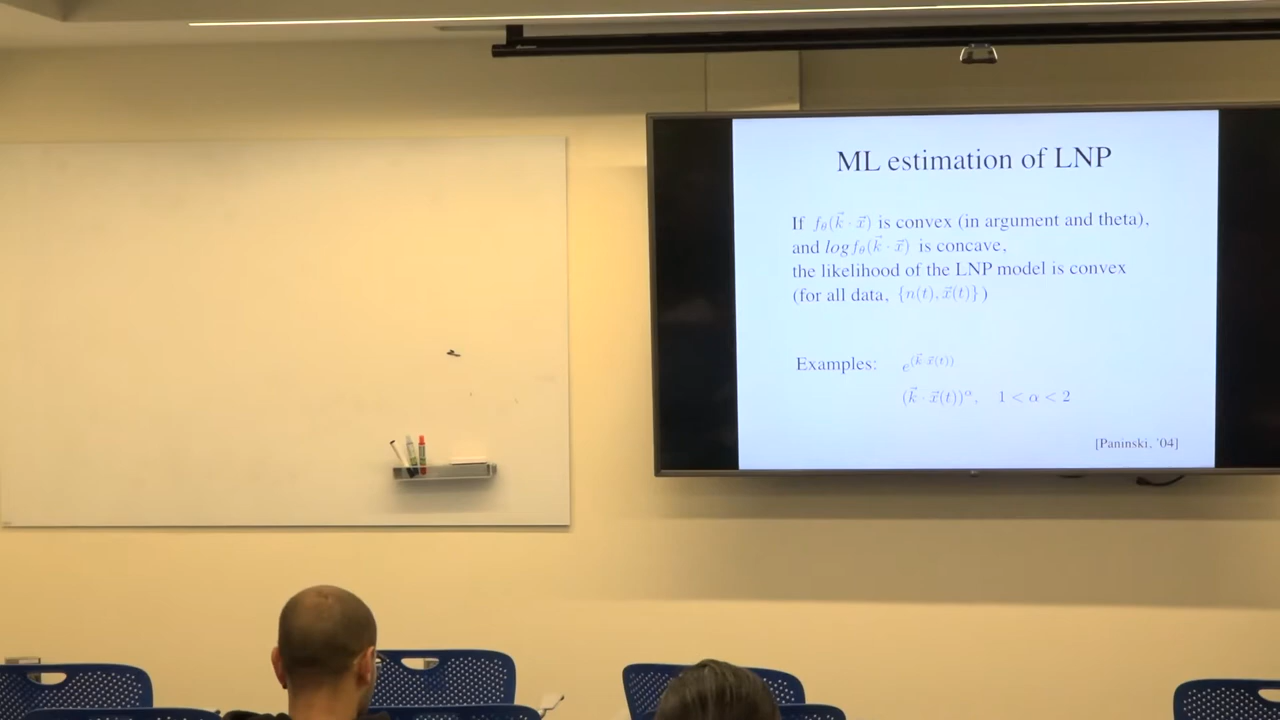 ML estimation of LNP
If f_θ(k⃗ · x⃗) is convex (in argument and theta),
and log f_θ(k⃗ · x⃗) is concave,
the likelihood of the LNP model is convex
(for all data, {n(t), x⃗(t)})
Examples: e^(k⃗·x⃗(t))
(k⃗ · x⃗(t))^α, 1 < α < 2
[Paninski, '04]